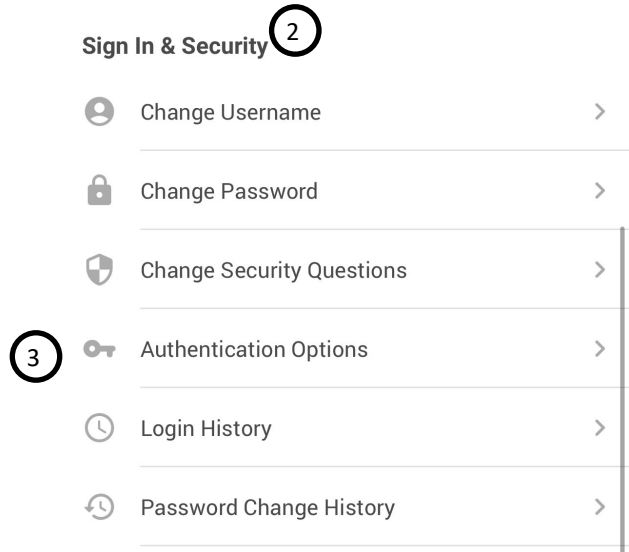 Sign In & Security 2
Change Username
Change Password
Change Security Questions
3 Authentication Options
Login History
Password Change History